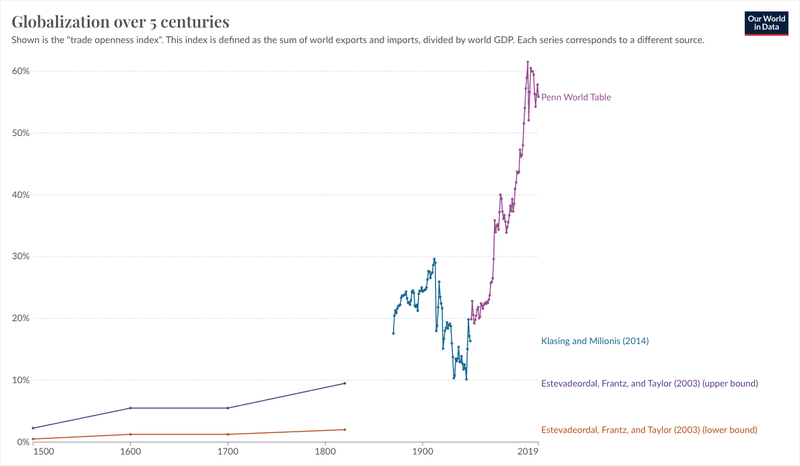 Globalization over 5 centuries
Our World
in Data
Shown is the "trade openness index". This index is defined as the sum of world exports and imports, divided by world GDP. Each series corresponds to a different source.
60%
50%
40%
30%
20%
10%
0%
Penn World Table
Klasing and Milionis (2014)
Estevadeordal, Frantz, and Taylor (2003) (upper bound)
Estevadeordal, Frantz, and Taylor (2003) (lower bound)
1500
1600
1700
1800
1900
2019